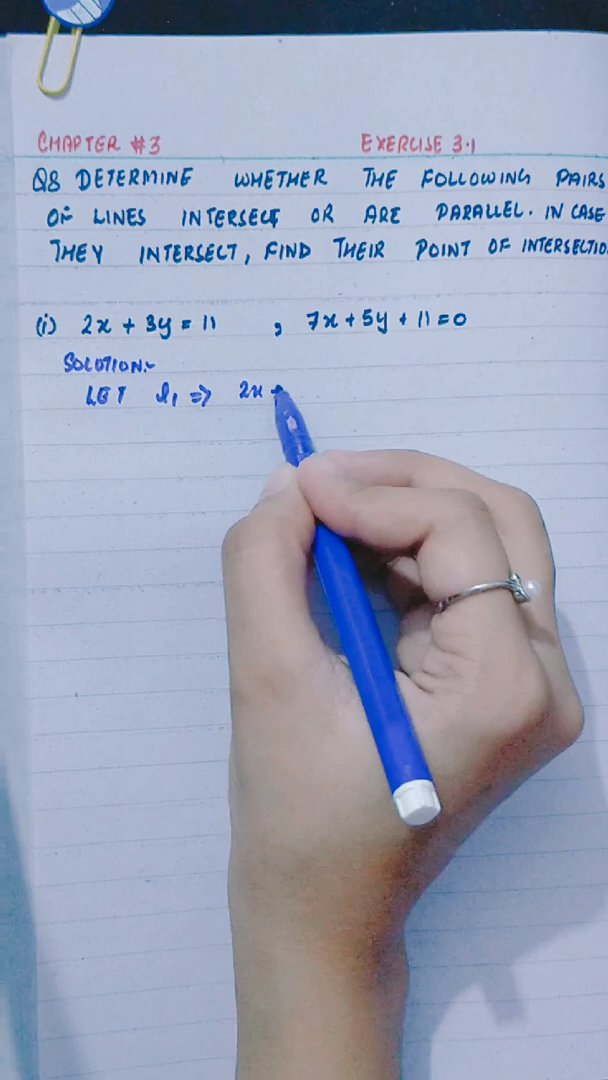 CHAPTER #3 EXERCISE 3.1
Q8 DETERMINE WHETHER THE FOLLOWING PAIRS
OF LINES INTERSECT OR ARE PARALLEL. IN CASE
THEY INTERSECT, FIND THEIR POINT OF INTERSECTIO
(i) 2x + 3y = 11 , 7x + 5y + 11 = 0
SOLUTION:-
LET l₁ => 2x +